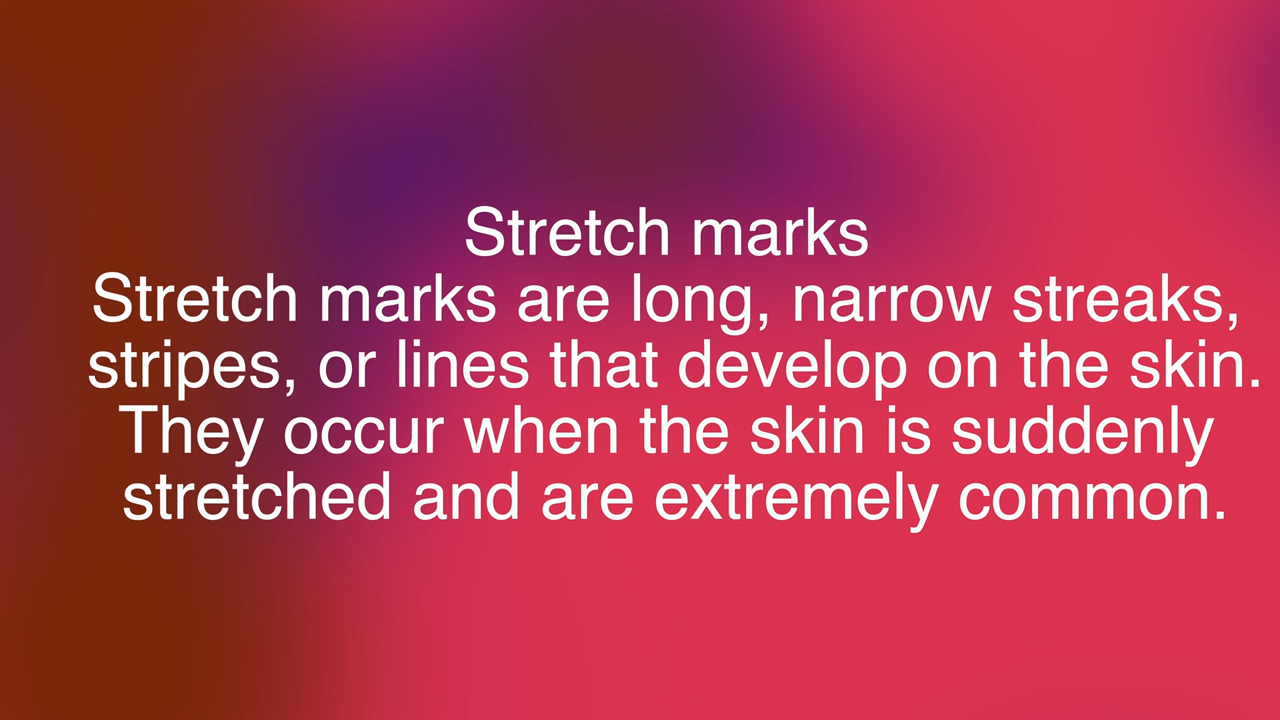 Stretch marks
Stretch marks are long, narrow streaks,
stripes, or lines that develop on the skin.
They occur when the skin is suddenly
stretched and are extremely common.